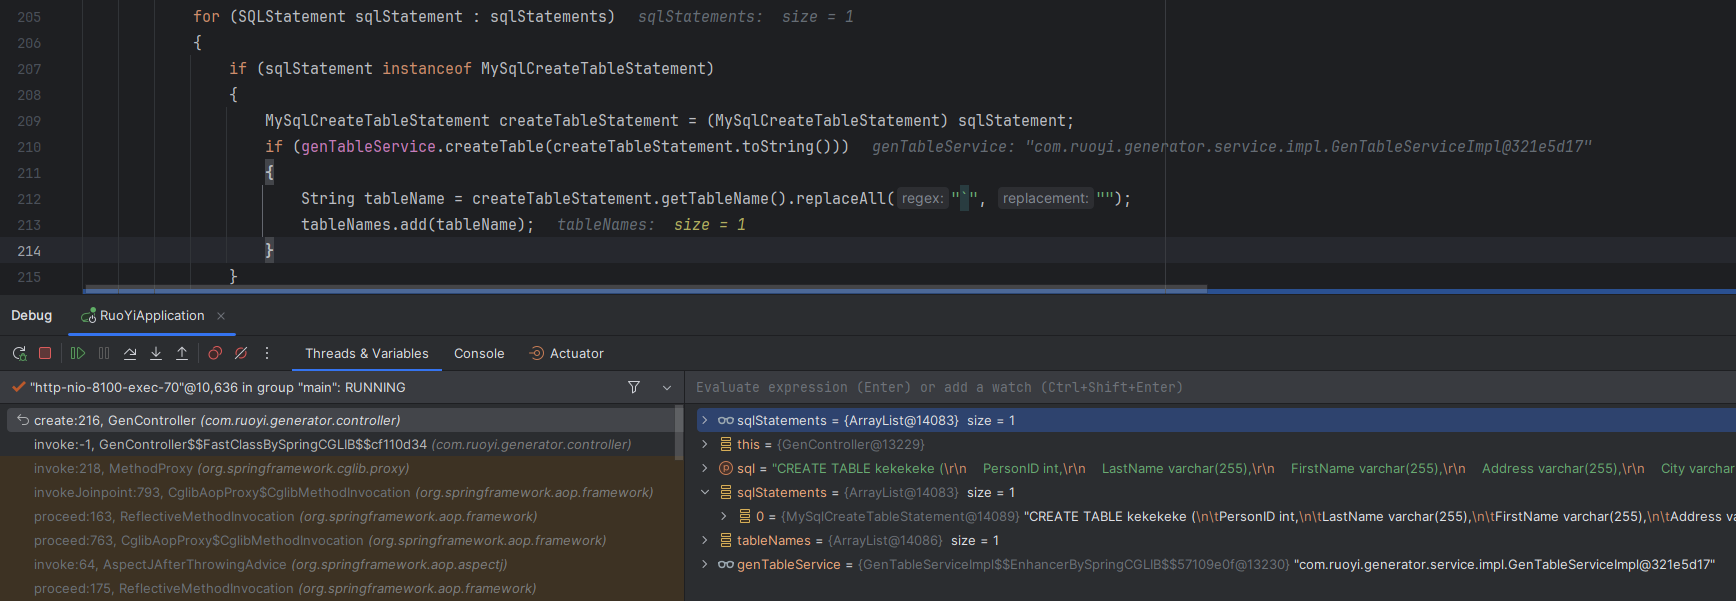 205 for (SQLStatement sqlStatement : sqlStatements) sqlStatements: size = 1
206 {
207 if (sqlStatement instanceof MySqlCreateTableStatement)
208 {
209 MySqlCreateTableStatement createTableStatement = (MySqlCreateTableStatement) sqlStatement;
210 if (genTableService.createTable(createTableStatement.toString())) genTableService: "com.ruoyi.generator.service.impl.GenTableServiceImpl@321e5d17"
211 {
212 String tableName = createTableStatement.getTableName().replaceAll( regex: "`", replacement: "");
213 tableNames.add(tableName); tableNames: size = 1
214 }
215 }
Debug RuoYiApplication ×
Threads & Variables Console Actuator
"http-nio-8100-exec-70"@10,636 in group "main": RUNNING
Evaluate expression (Enter) or add a watch (Ctrl+Shift+Enter)
create:216, GenController (com.ruoyi.generator.controller)
invoke:-1, GenController$$FastClassBySpringCGLIB$$cf110d34 (com.ruoyi.generator.controller)
invoke:218, MethodProxy (org.springframework.cglib.proxy)
invokeJoinpoint:793, CglibAopProxy$CglibMethodInvocation (org.springframework.aop.framework)
proceed:163, ReflectiveMethodInvocation (org.springframework.aop.framework)
proceed:763, CglibAopProxy$CglibMethodInvocation (org.springframework.aop.framework)
invoke:64, AspectJAfterThrowingAdvice (org.springframework.aop.aspectj)
proceed:175, ReflectiveMethodInvocation (org.springframework.aop.framework)
sqlStatements = {ArrayList@14083} size = 1
this = {GenController@13229}
sql = "CREATE TABLE kekekeke (\r\n PersonID int,\r\n LastName varchar(255),\r\n FirstName varchar(255),\r\n Address varchar(255),\r\n City varchar
sqlStatements = {ArrayList@14083} size = 1
0 = {MySqlCreateTableStatement@14089} "CREATE TABLE kekekeke (\n\tPersonID int,\n\tLastName varchar(255),\n\tFirstName varchar(255),\n\tAddress va
tableNames = {ArrayList@14086} size = 1
genTableService = {GenTableServiceImpl$$EnhancerBySpringCGLIB$$57109e0f@13230} "com.ruoyi.generator.service.impl.GenTableServiceImpl@321e5d17"